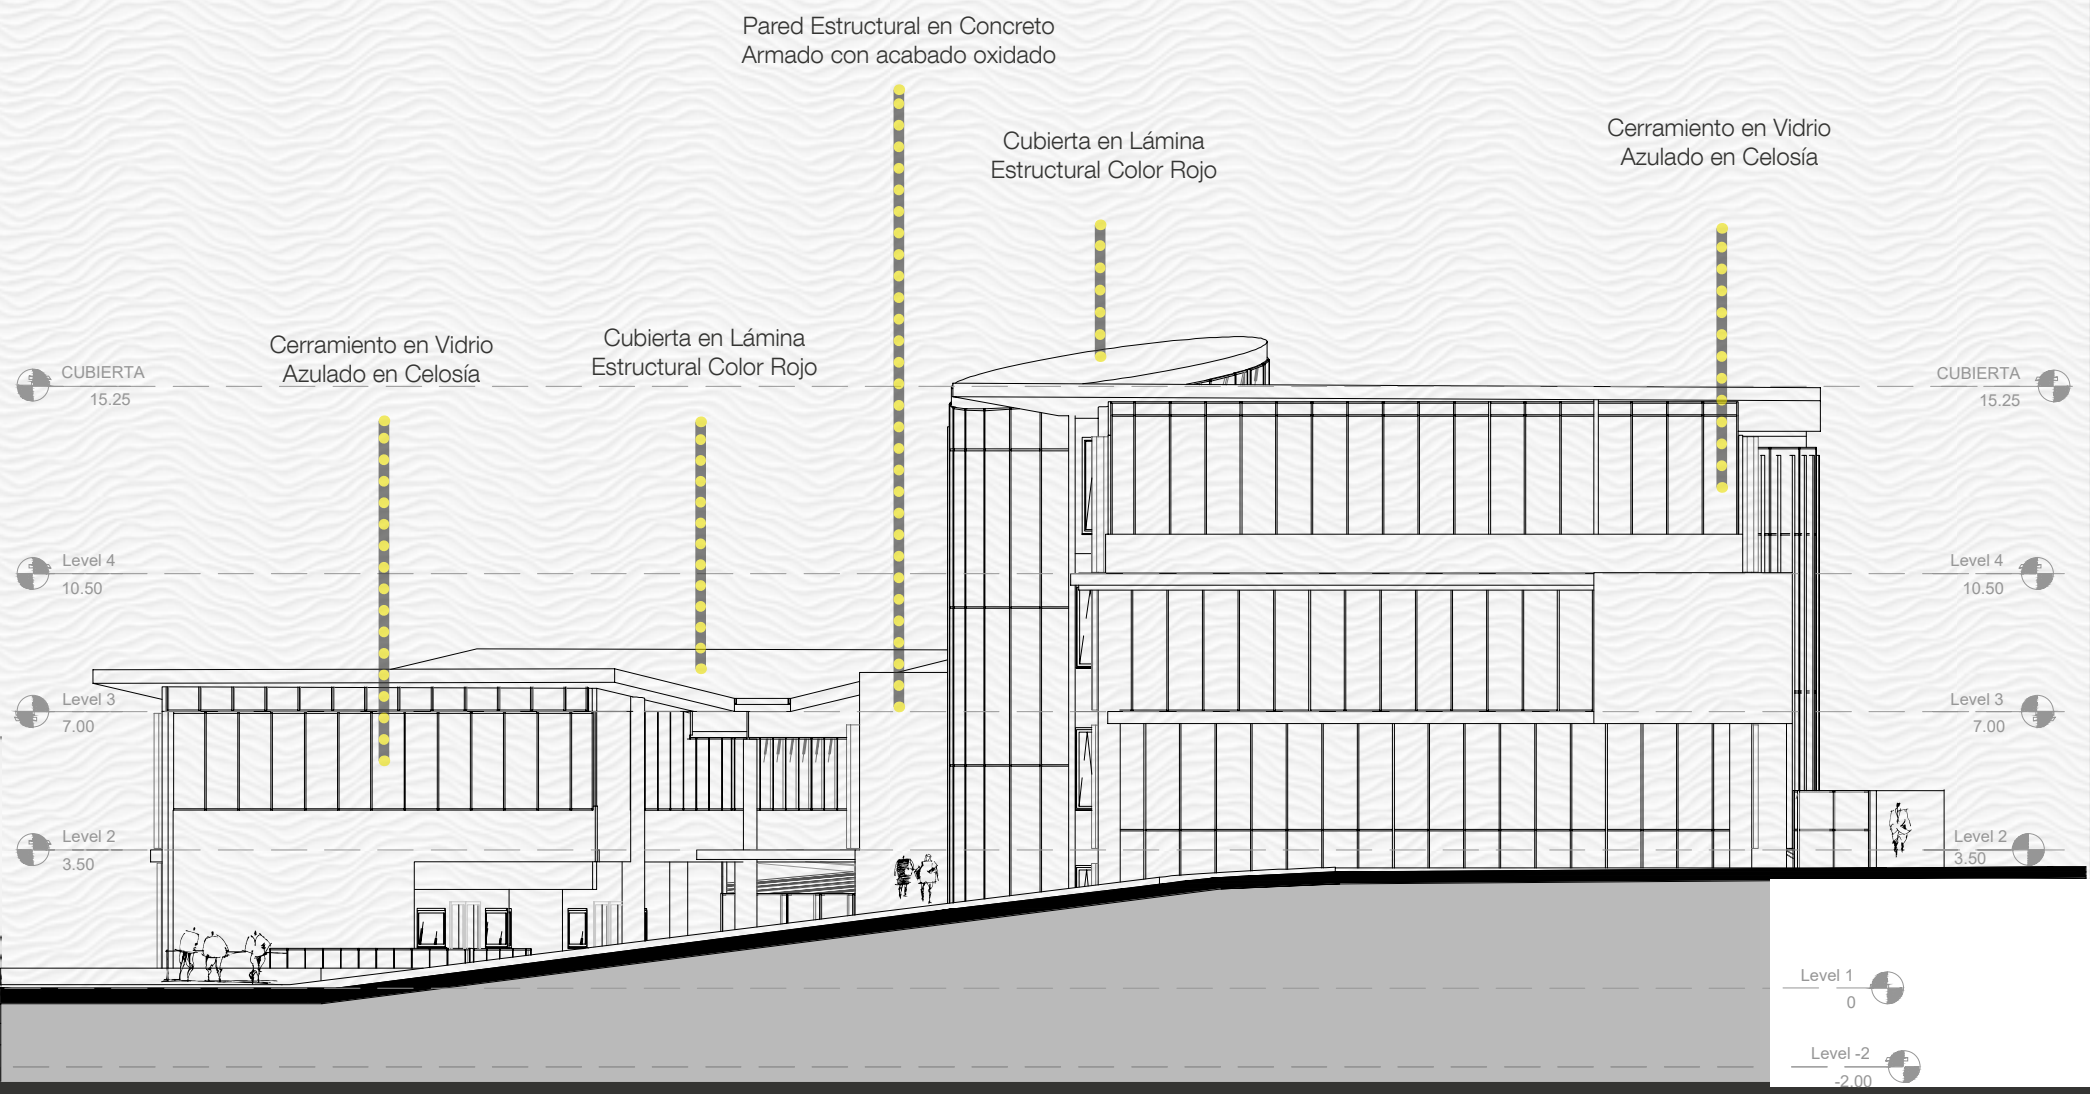 Pared Estructural en Concreto
Armado con acabado oxidado
Cubierta en Lámina
Estructural Color Rojo
Cerramiento en Vidrio
Azulado en Celosía
Cerramiento en Vidrio
Azulado en Celosía
Cubierta en Lámina
Estructural Color Rojo
CUBIERTA
15.25
CUBIERTA
15.25
Level 4
10.50
Level 4
10.50
Level 3
7.00
Level 3
7.00
Level 2
3.50
Level 2
3.50
Level 1
0
Level -2
-2.00